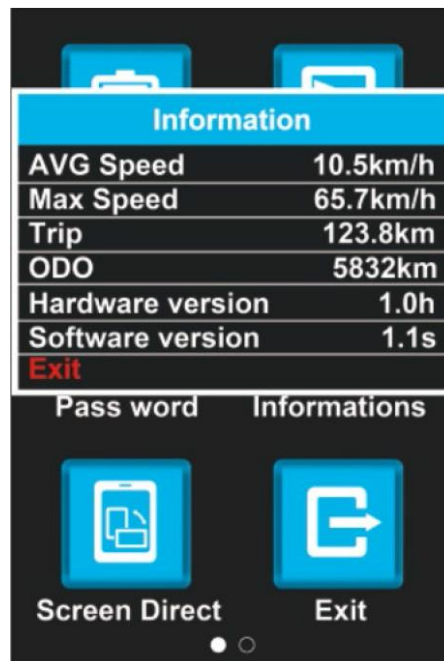 Information
AVG Speed 10.5km/h
Max Speed 65.7km/h
Trip 123.8km
ODO 5832km
Hardware version 1.0h
Software version 1.1s
Exit
Pass word Informations
Screen Direct Exit